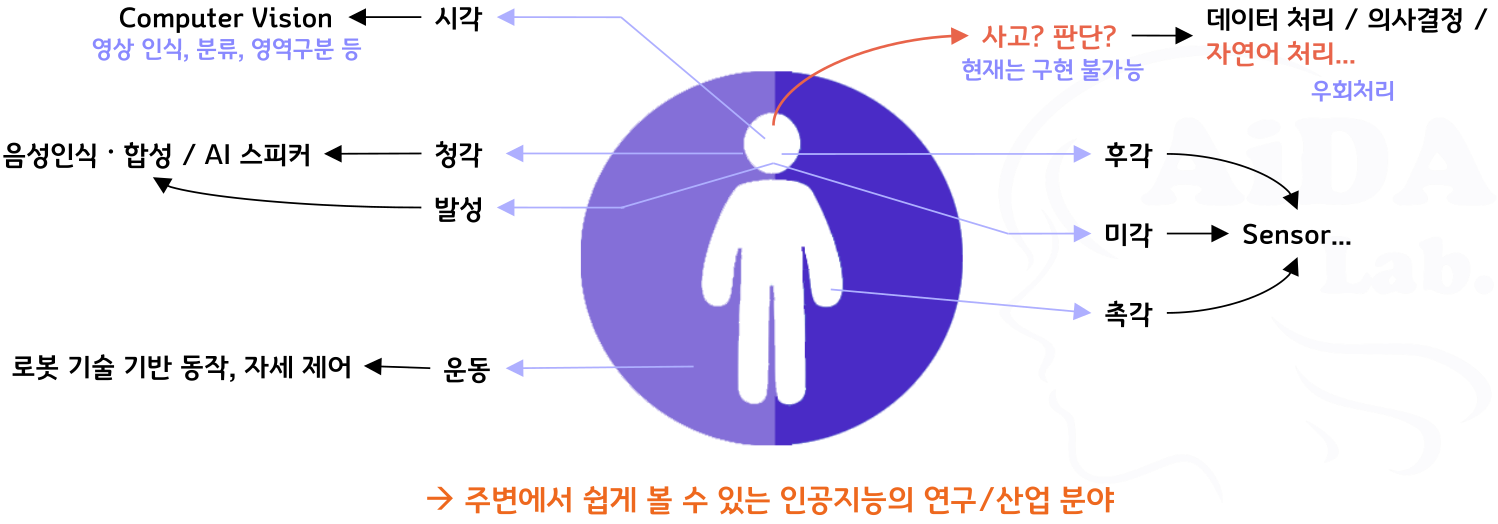 Computer Vision
영상 인식, 분류, 영역구분 등
시각
사고? 판단?
현재는 구현 불가능
데이터 처리 / 의사결정 /
자연어 처리...
우회처리
음성인식 · 합성 / AI 스피커
청각
발성
후각
미각
촉각
Sensor...
AiDA
Lab.
로봇 기술 기반 동작, 자세 제어
운동
→ 주변에서 쉽게 볼 수 있는 인공지능의 연구/산업 분야